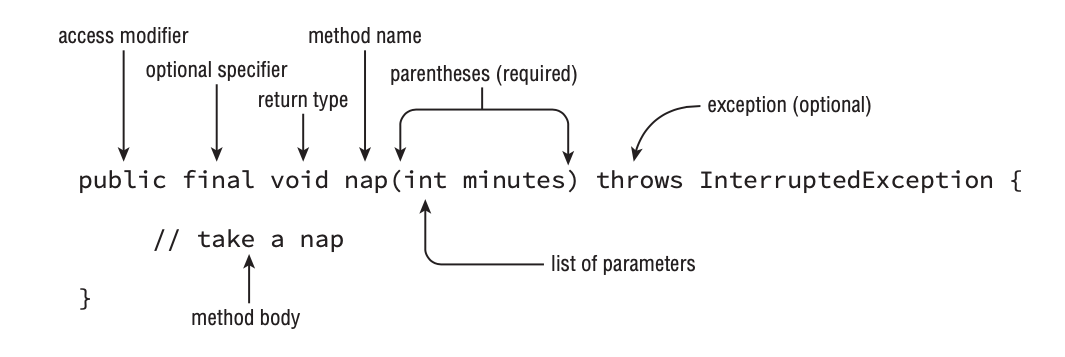 access modifier
method name
optional specifier
parentheses (required)
return type
exception (optional)
public final void nap(int minutes) throws InterruptedException {
// take a nap
list of parameters
}
method body